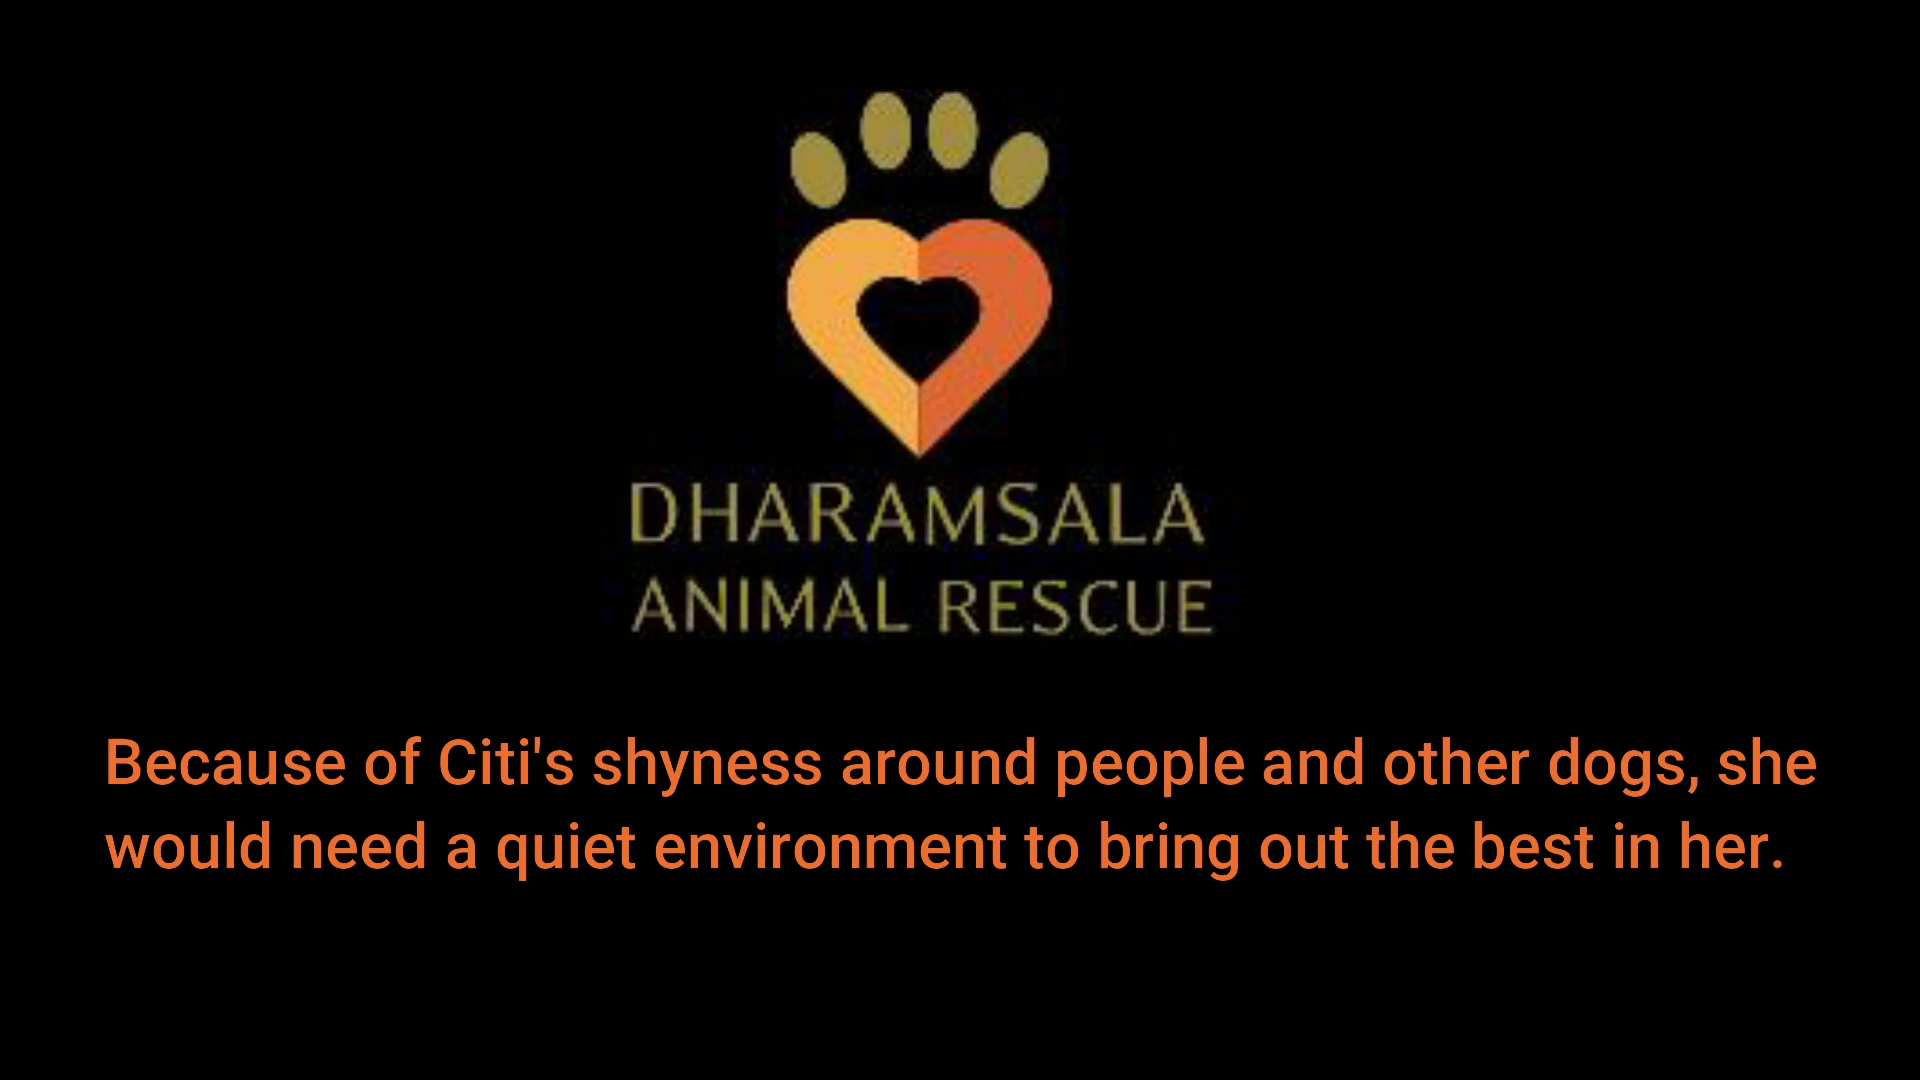 DHARAMSALA
ANIMAL RESCUE
Because of Citi's shyness around people and other dogs, she
would need a quiet environment to bring out the best in her.